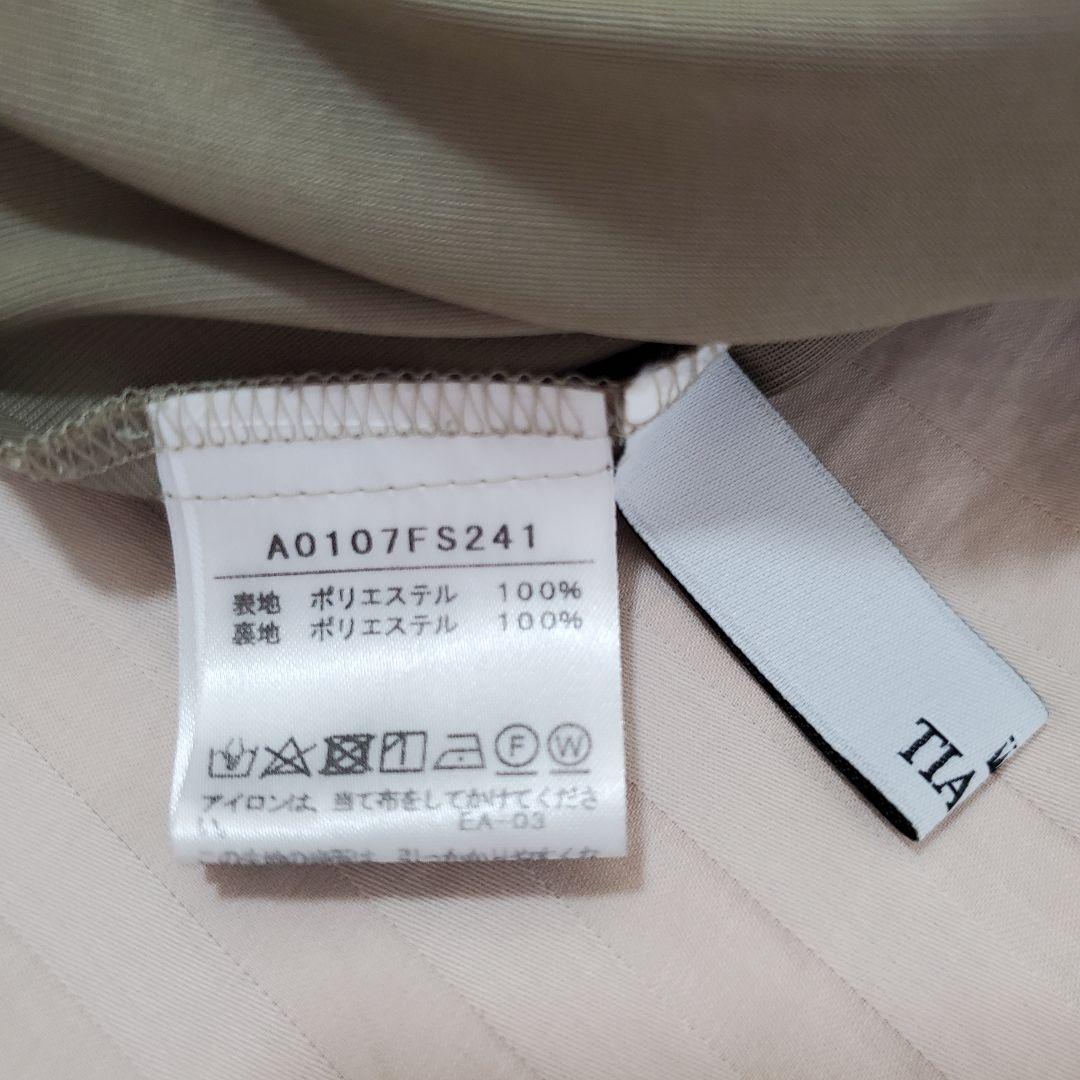 A0107FS241
表地 ポリエステル 100%
裏地 ポリエステル 100%
F W
アイロンは、当て布をしてかけてくださ
い。
EA-03
TIA